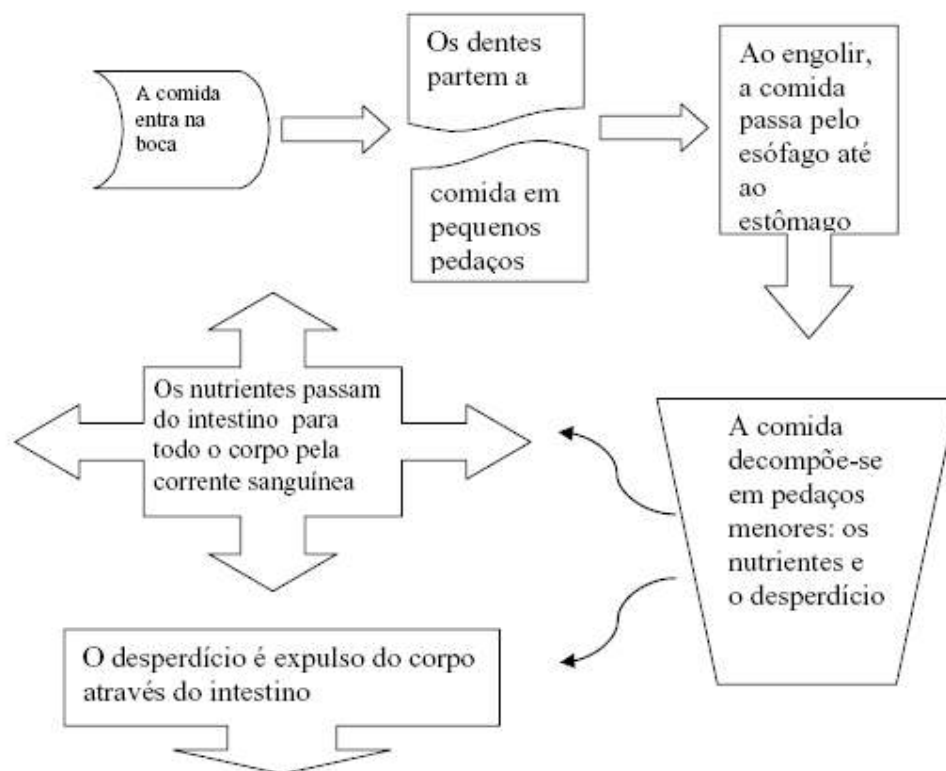 A comida
entra na
boca
Os dentes
partem a
comida em
pequenos
pedaços
Ao engolir,
a comida
passa pelo
esófago até
ao
estômago
A comida
decompõe-se
em pedaços
menores: os
nutrientes e
o desperdício
Os nutrientes passam
do intestino para
todo o corpo pela
corrente sanguínea
O desperdício é expulso do corpo
através do intestino